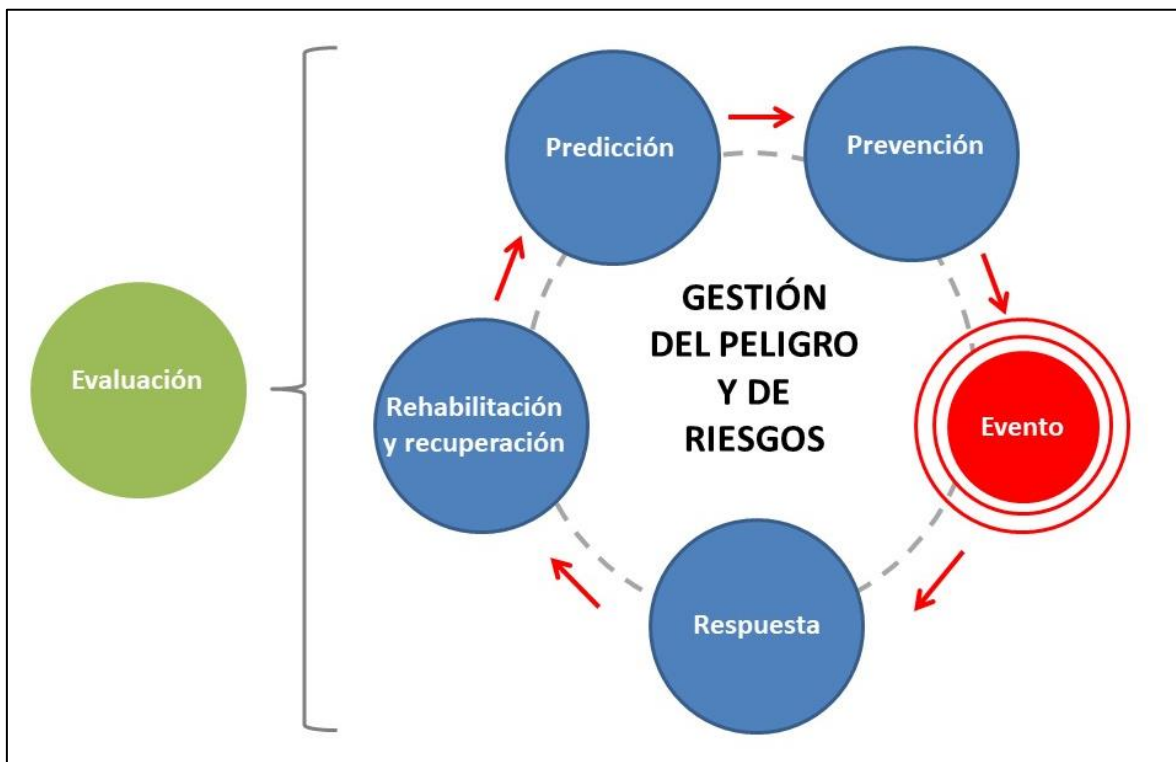 Predicción
Prevención
GESTIÓN
DEL PELIGRO
Y DE
RIESGOS
Evaluación
Rehabilitación
y recuperación
Evento
Respuesta